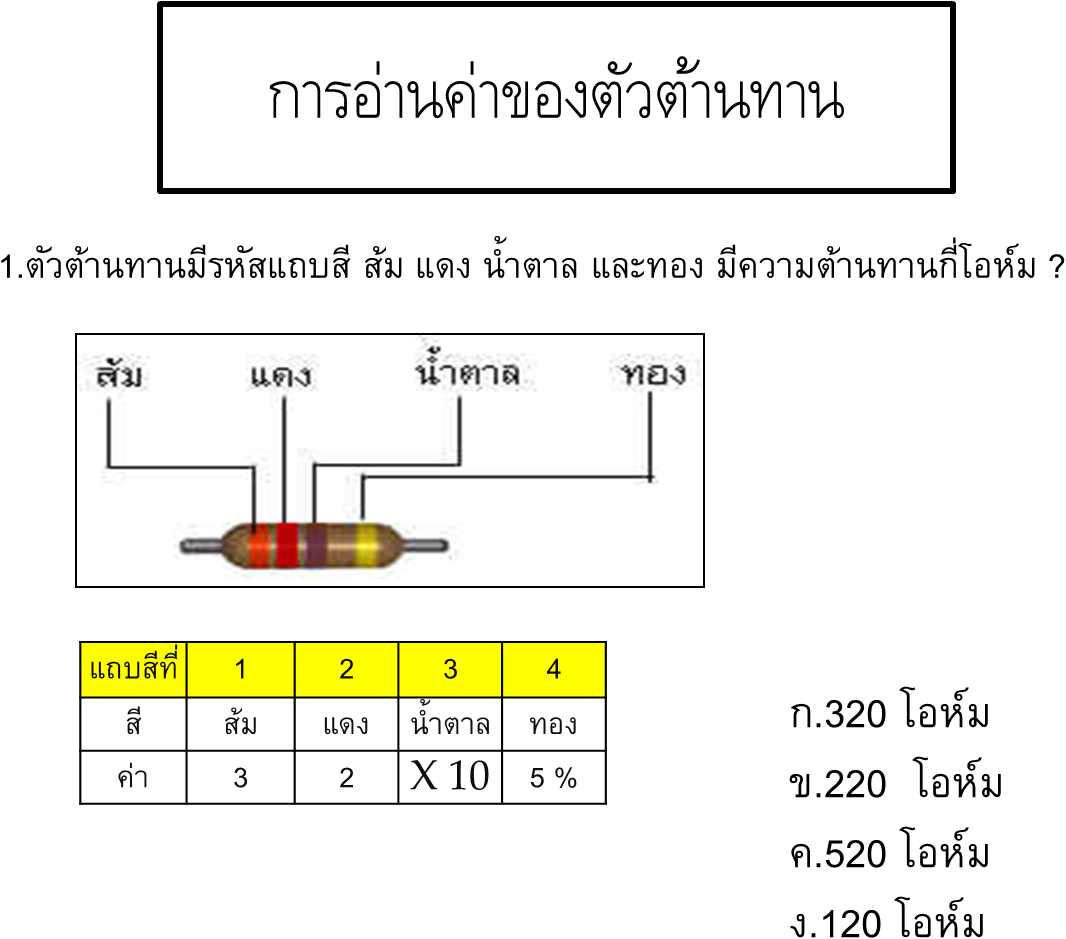 การอ่านค่าของตัวต้านทาน
1.ตัวต้านทานมีรหัสแถบสี ส้ม แดง น้ำตาล และทอง มีความต้านทานกี่โอห์ม ?
ส้ม แดง น้ำตาล ทอง
แถบสีที่ 1 2 3 4
สี ส้ม แดง น้ำตาล ทอง
ค่า 3 2 X 10 5 %
ก.320 โอห์ม
ข.220 โอห์ม
ค.520 โอห์ม
ง.120 โอห์ม